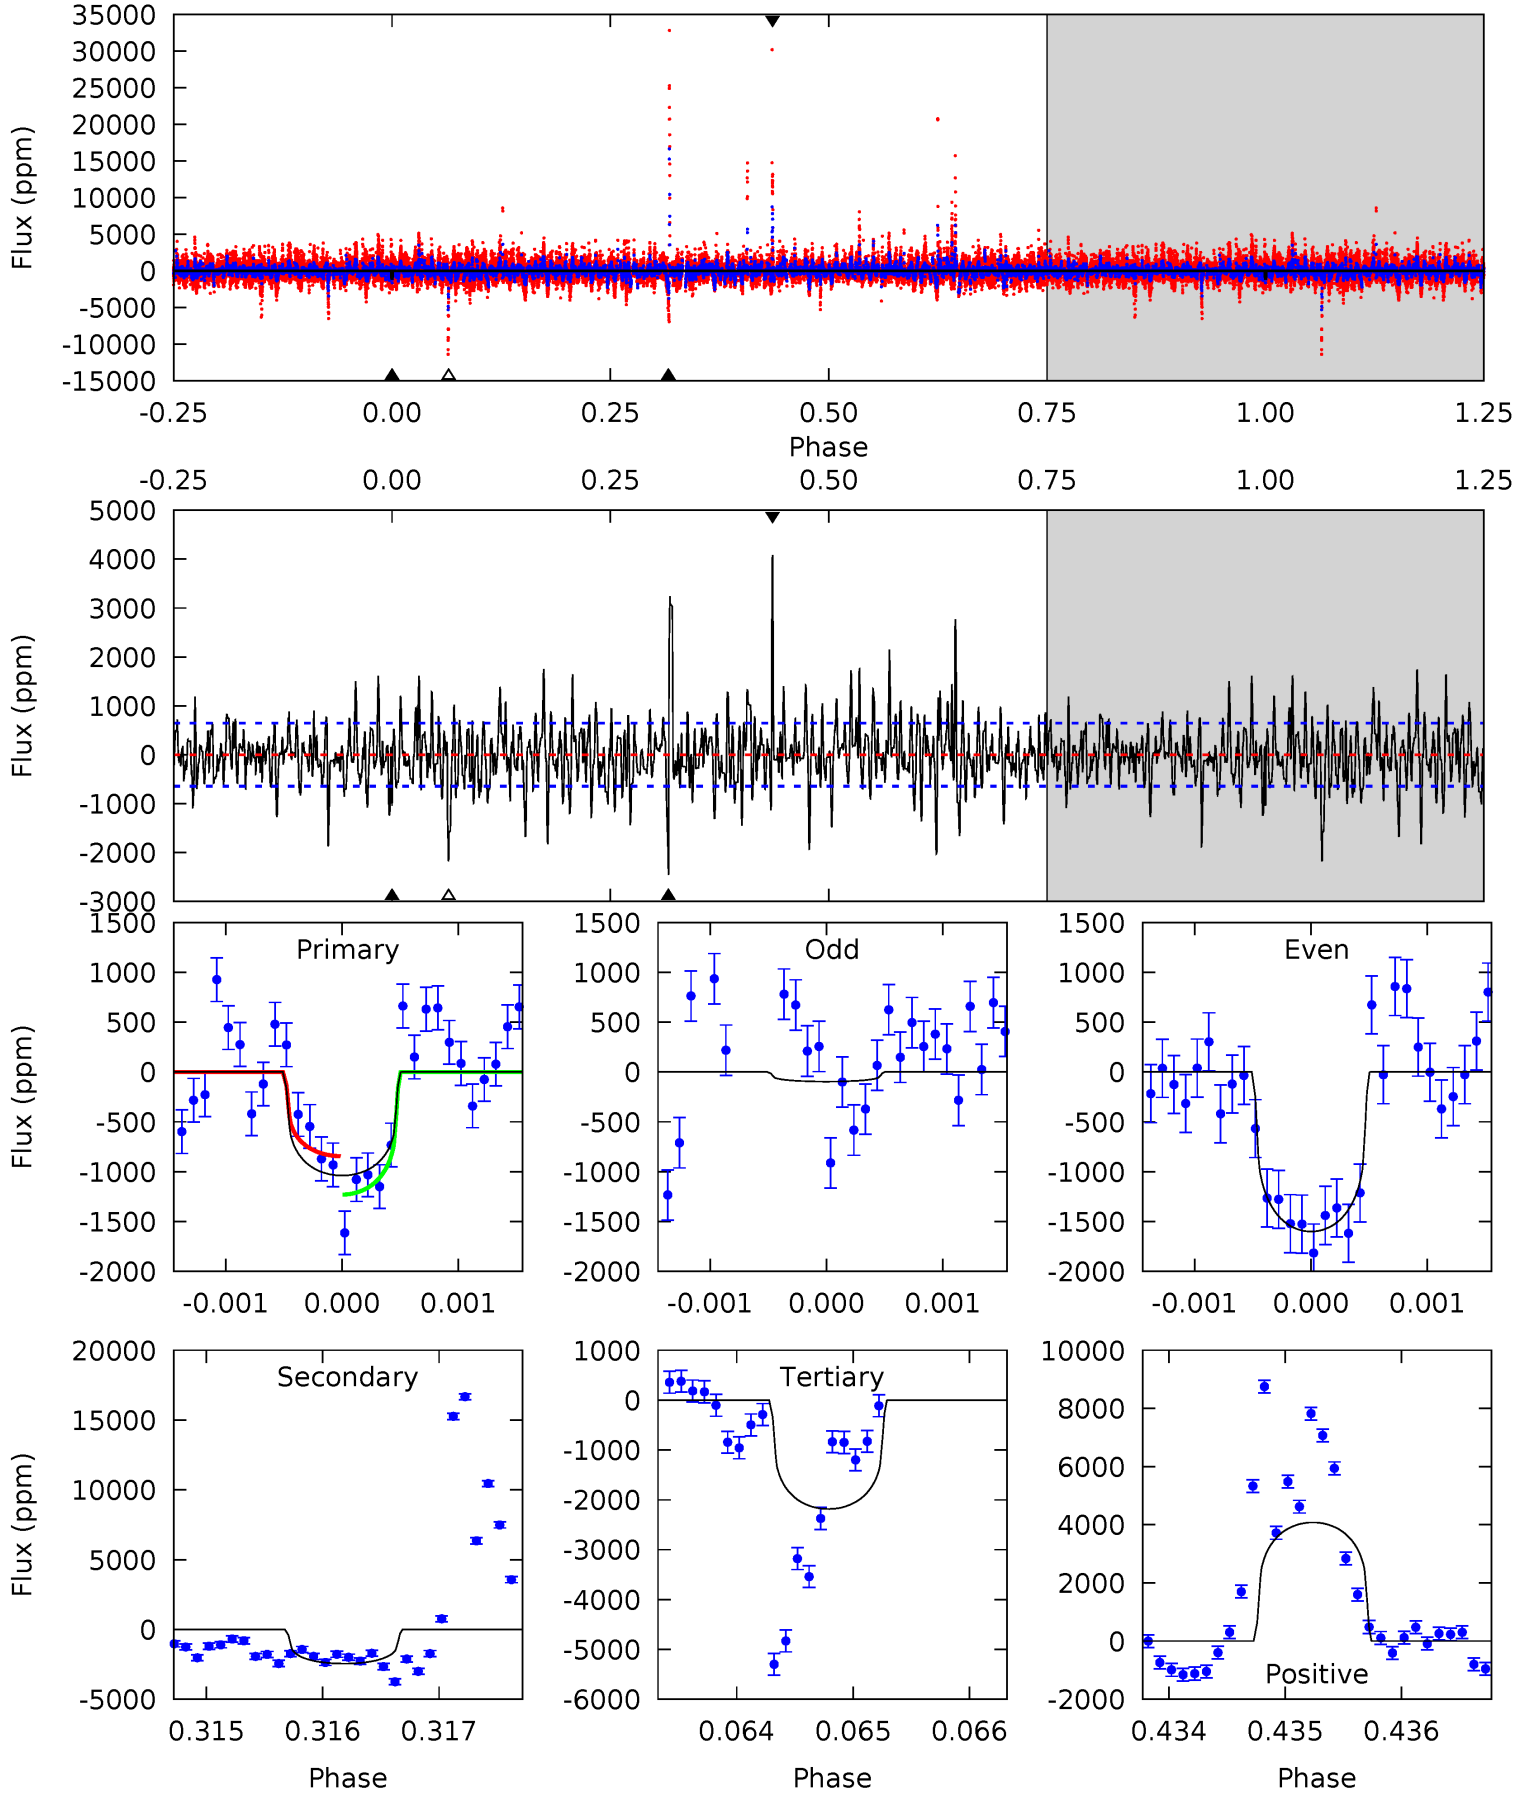 35000
30000
25000
20000
15000
10000
5000
0
-5000
-10000
-15000
Flux (ppm)
-0.25 0.00 0.25 0.50 0.75 1.00 1.25
Phase
-0.25 0.00 0.25 0.50 0.75 1.00 1.25
5000
4000
3000
2000
1000
0
-1000
-2000
-3000
Flux (ppm)
Primary
1500
1000
500
0
-500
-1000
-1500
-2000
Flux (ppm)
-0.001 0.000 0.001
Odd
1500
1000
500
0
-500
-1000
-1500
-2000
-0.001 0.000 0.001
Even
1500
1000
500
0
-500
-1000
-1500
-2000
-0.001 0.000 0.001
Secondary
20000
15000
10000
5000
0
-5000
Flux (ppm)
0.315 0.316 0.317
Phase
Tertiary
1000
0
-1000
-2000
-3000
-4000
-5000
-6000
0.064 0.065 0.066
Phase
10000
8000
6000
4000
2000
0
-2000
Positive
0.434 0.435 0.436
Phase